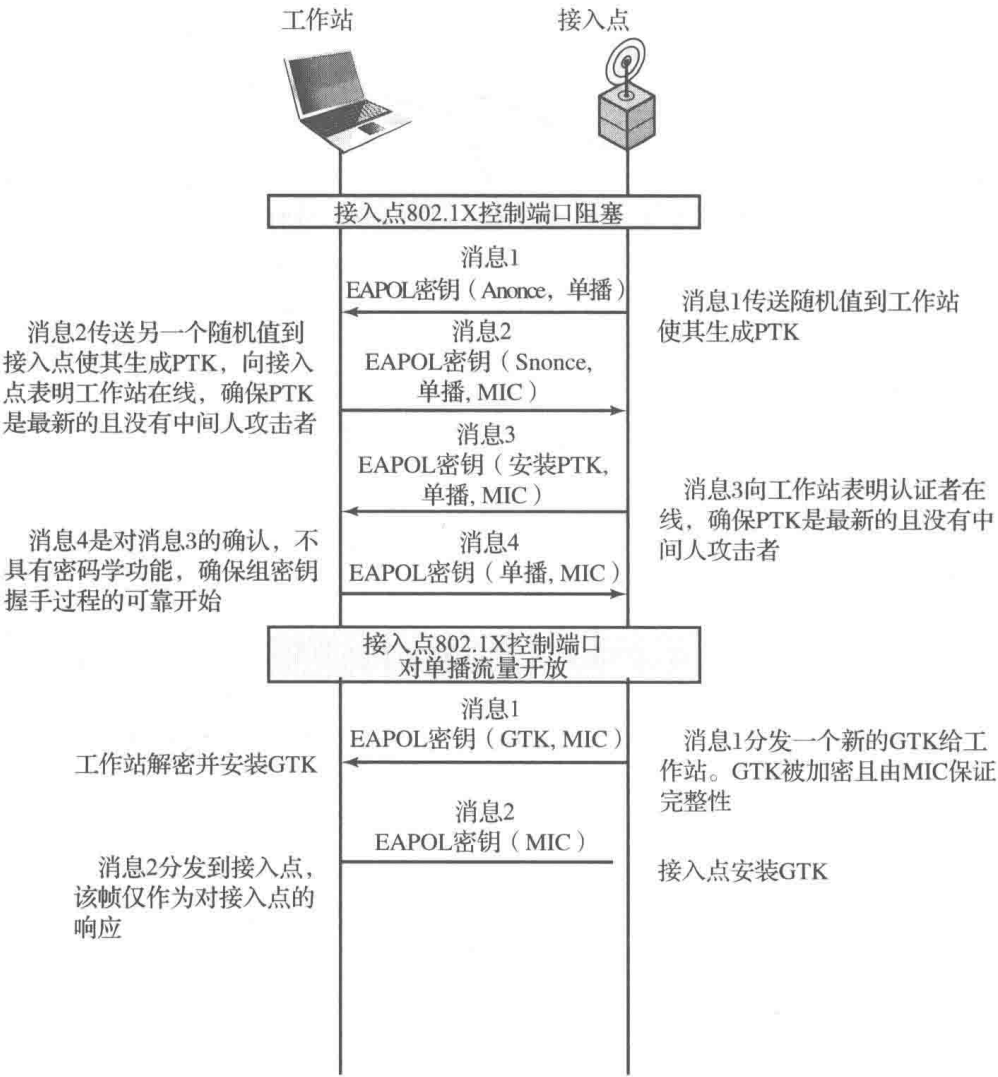 工作站
接入点
接入点802.1X控制端口阻塞
消息1
EAPOL密钥（Anonce，单播）
消息1传送随机值到工作站
使其生成PTK
消息2传送另一个随机值到
接入点使其生成PTK，向接入
点表明工作站在线，确保PTK
是最新的且没有中间人攻击者
消息2
EAPOL密钥（Snonce,
单播, MIC）
消息3
EAPOL密钥（安装PTK,
单播, MIC）
消息3向工作站表明认证者在
线，确保PTK是最新的且没有中
间人攻击者
消息4是对消息3的确认，不
具有密码学功能，确保组密钥
握手过程的可靠开始
消息4
EAPOL密钥（单播, MIC）
接入点802.1X控制端口
对单播流量开放
消息1
EAPOL密钥（GTK, MIC）
工作站解密并安装GTK
消息1分发一个新的GTK给工
作站。GTK被加密且由MIC保证
完整性
消息2
EAPOL密钥（MIC）
消息2分发到接入点，
该帧仅作为对接入点的
响应
接入点安装GTK